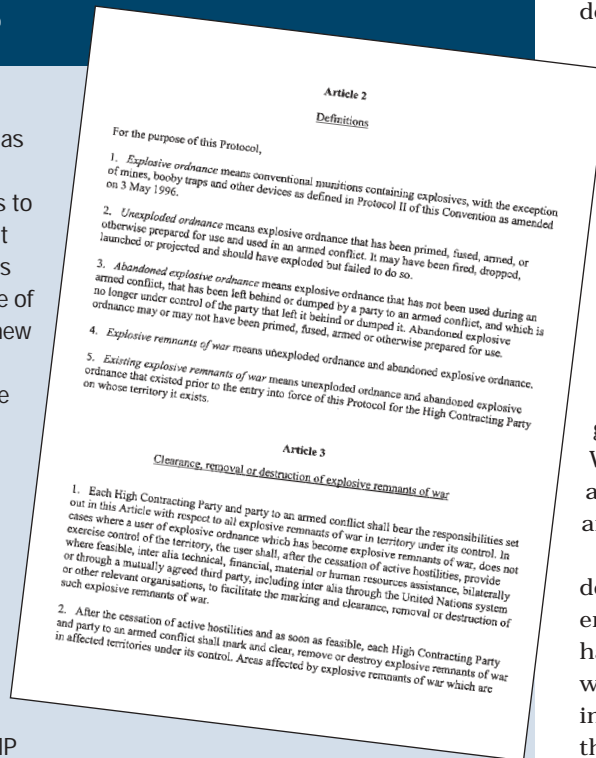 as
s to
t
s
e of
new
e
IP
Article 2
Definitions
For the purpose of this Protocol,
1. Explosive ordnance means conventional munitions containing explosives, with the exception
of mines, booby traps and other devices as defined in Protocol II of this Convention as amended
on 3 May 1996.
2. Unexploded ordnance means explosive ordnance that has been primed, fused, armed, or
otherwise prepared for use and used in an armed conflict. It may have been fired, dropped,
launched or projected and should have exploded but failed to do so.
3. Abandoned explosive ordnance means explosive ordnance that has not been used during an
armed conflict, that has been left behind or dumped by a party to an armed conflict, and which is
no longer under control of the party that left it behind or dumped it. Abandoned explosive
ordnance may or may not have been primed, fused, armed or otherwise prepared for use.
4. Explosive remnants of war means unexploded ordnance and abandoned explosive ordnance.
5. Existing explosive remnants of war means unexploded ordnance and abandoned explosive
ordnance that existed prior to the entry into force of this Protocol for the High Contracting Party
on whose territory it exists.
Article 3
Clearance, removal or destruction of explosive remnants of war
1. Each High Contracting Party and party to an armed conflict shall bear the responsibilities set
out in this Article with respect to all explosive remnants of war in territory under its control. In
cases where a user of explosive ordnance which has become explosive remnants of war, does not
exercise control of the territory, the user shall, after the cessation of active hostilities, provide
where feasible, inter alia technical, financial, material or human resources assistance, bilaterally
or through a mutually agreed third party, including inter alia through the United Nations system
or other relevant organisations, to facilitate the marking and clearance, removal or destruction of
such explosive remnants of war.
2. After the cessation of active hostilities and as soon as feasible, each High Contracting Party
and party to an armed conflict shall mark and clear, remove or destroy explosive remnants of war
in affected territories under its control. Areas affected by explosive remnants of war which are
de
g
W
a
a
de
en
ha
w
in
th